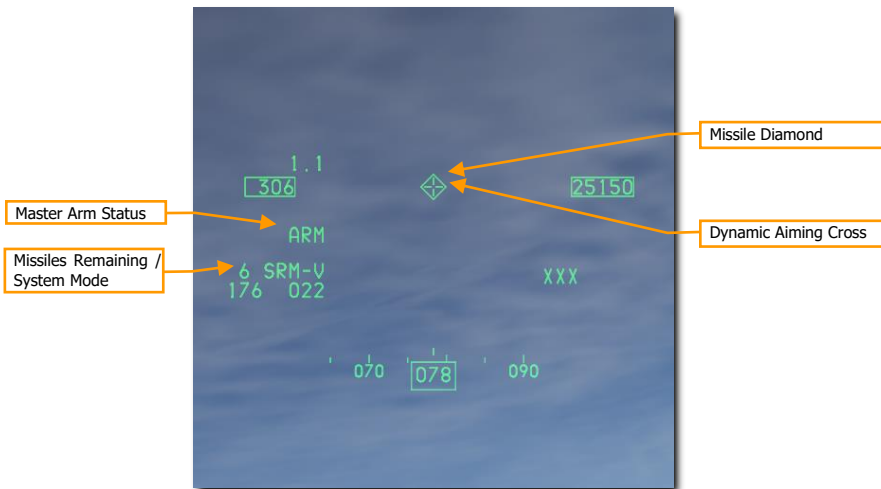 Missile Diamond
1.1
306
25150
Master Arm Status
ARM
Dynamic Aiming Cross
Missiles Remaining /
System Mode
6 SRM-V
176 022
XXX
070
078
090